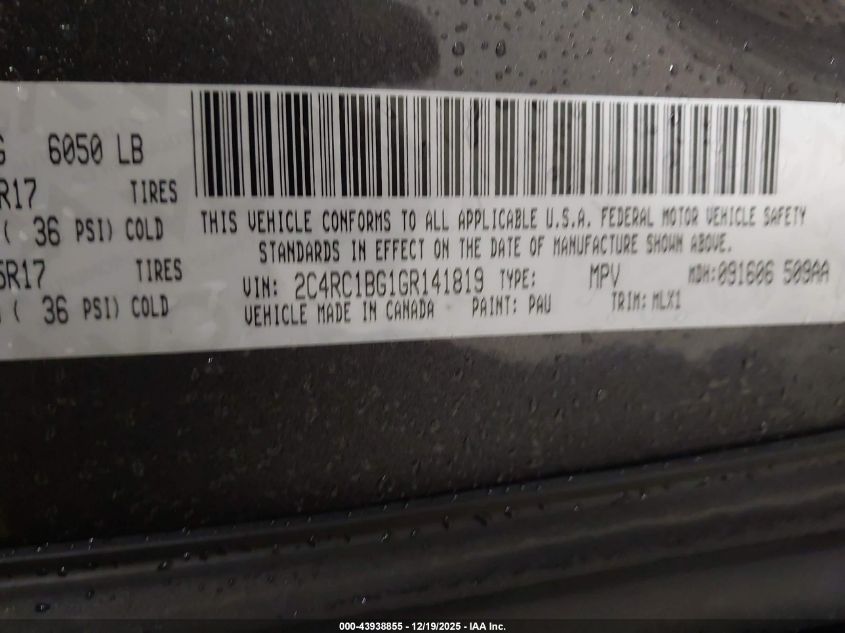 G 6050 LB
R17 TIRES
( 36 PSI) COLD
5R17 TIRES
( 36 PSI) COLD
THIS VEHICLE CONFORMS TO ALL APPLICABLE U.S.A. FEDERAL MOTOR VEHICLE SAFETY
STANDARDS IN EFFECT ON THE DATE OF MANUFACTURE SHOWN ABOVE.
VIN: 2C4RC1BG1GR141819 TYPE: MPV MDH:091606 509AA
VEHICLE MADE IN CANADA PAINT: PAU TRIM: MLX1
000-43938855 - 12/19/2025 - IAA Inc.